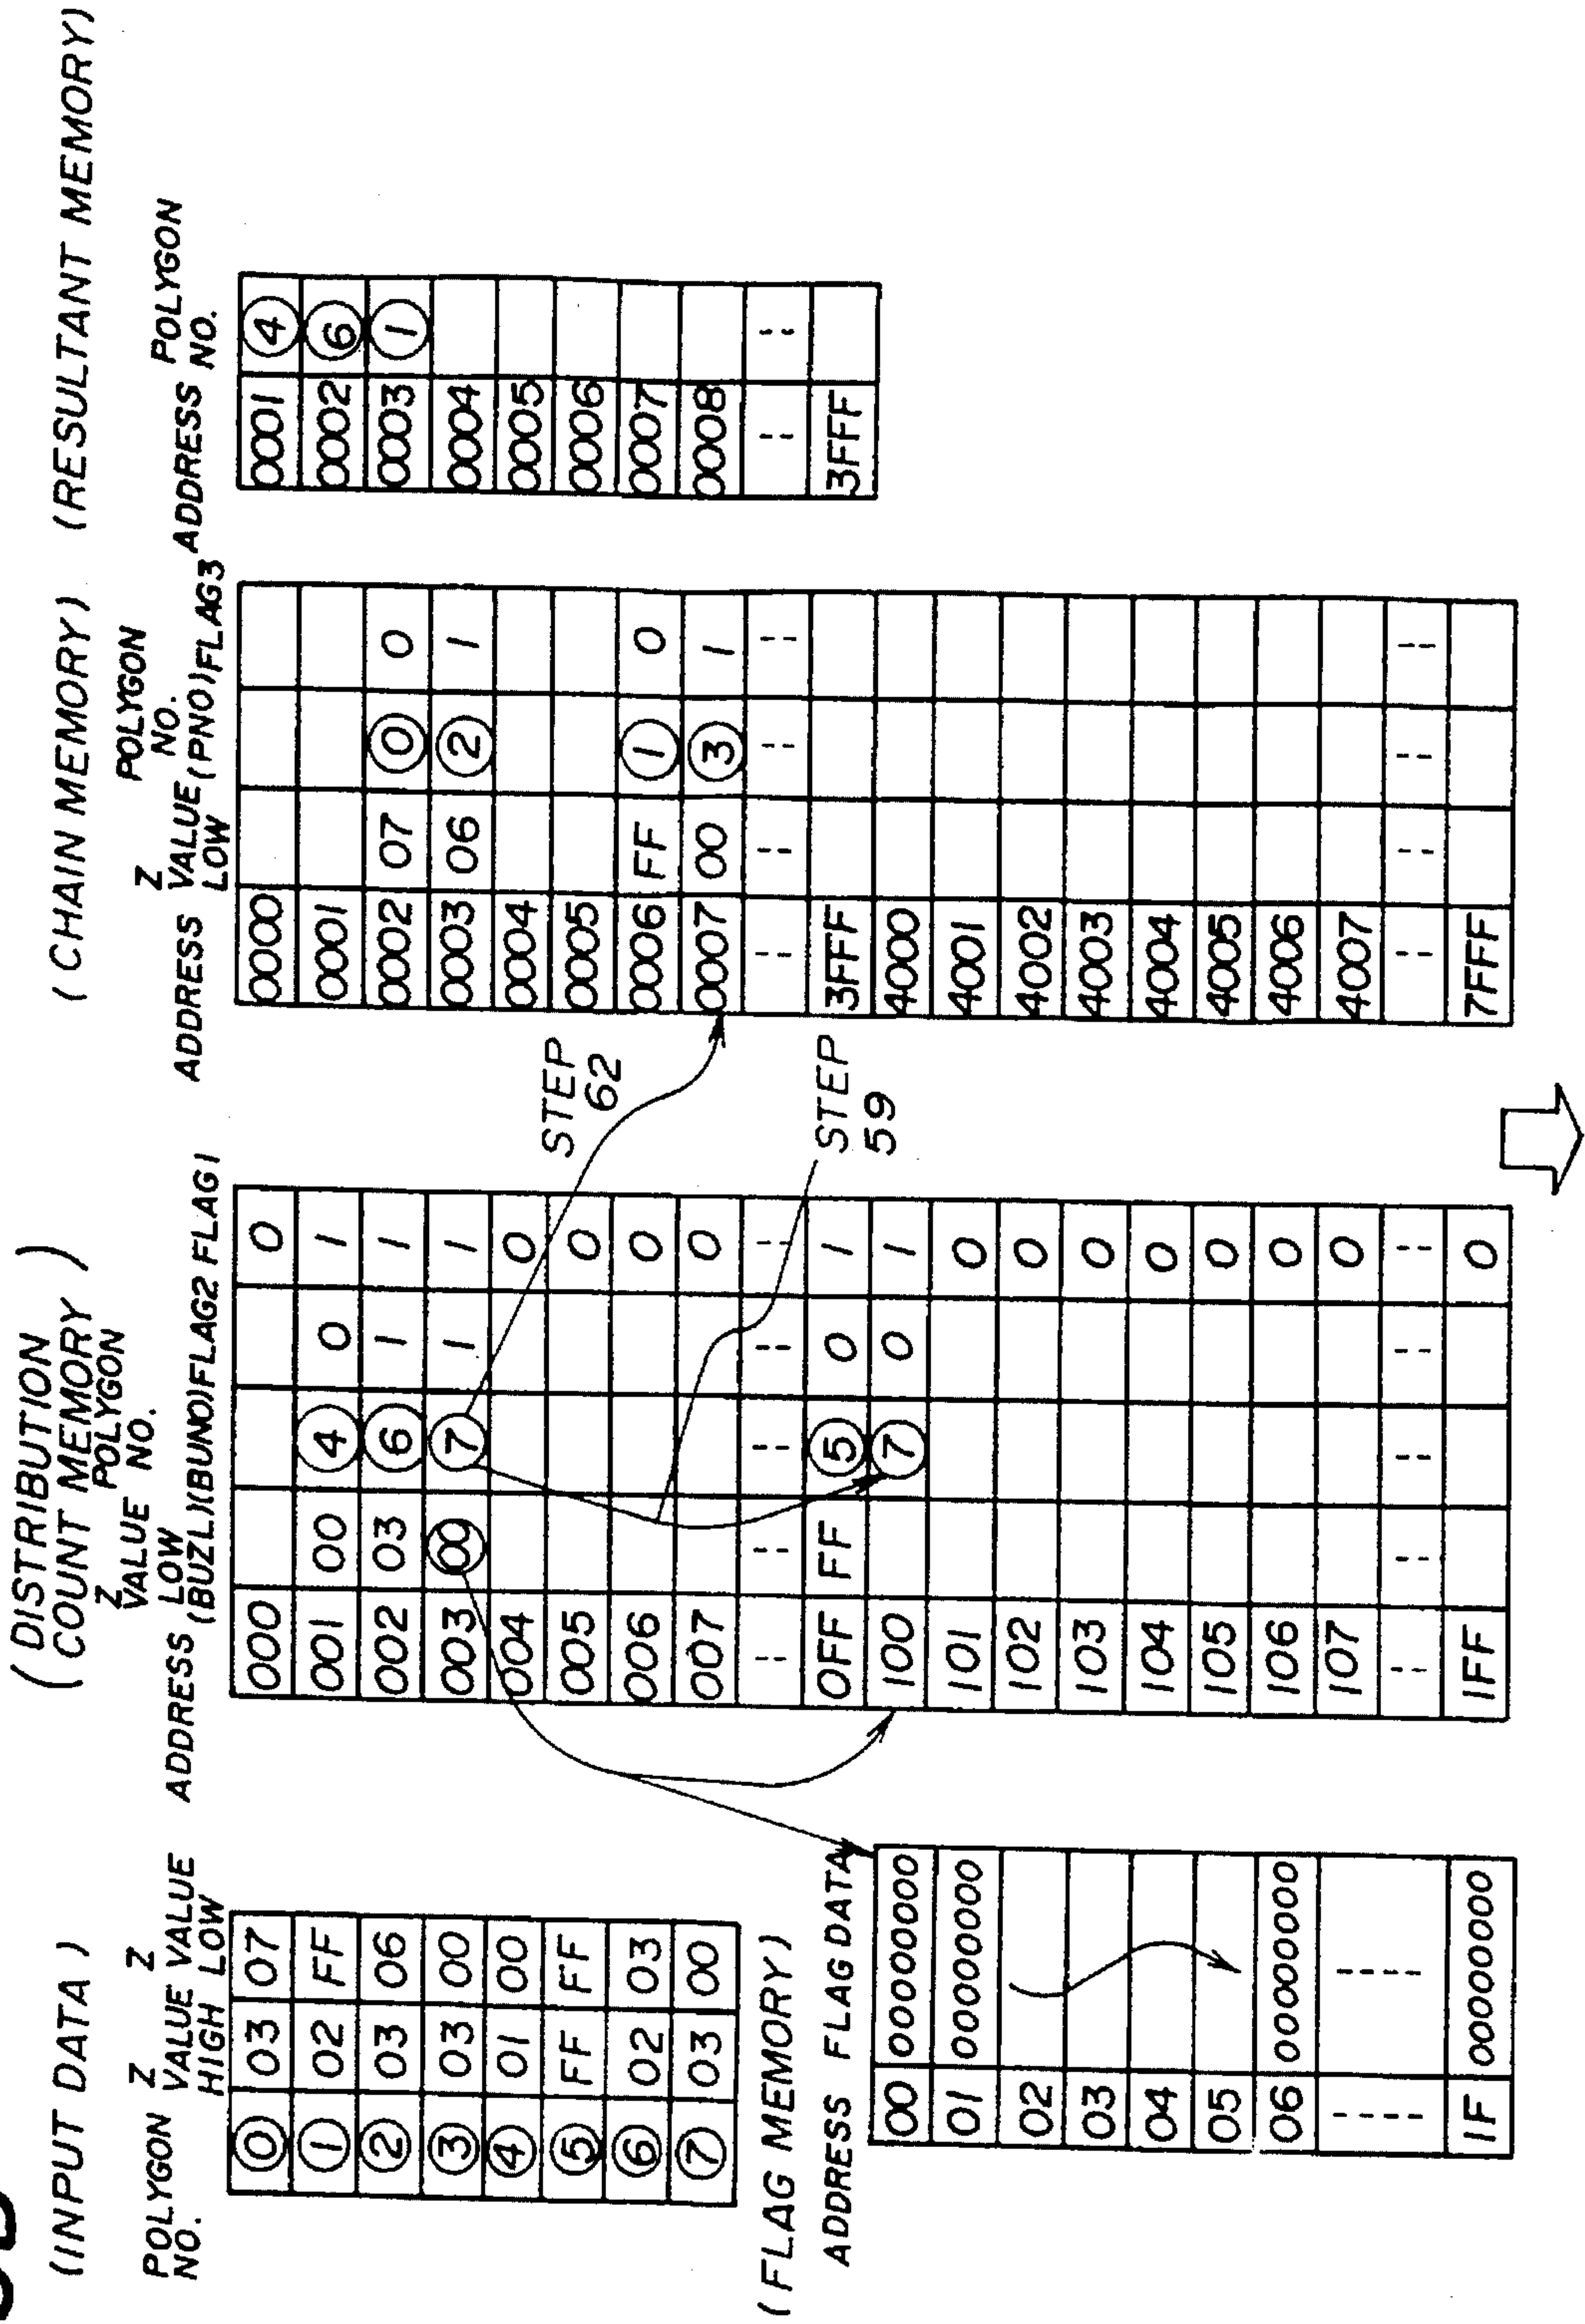 (INPUT DATA)
POLYGON NO. Z VALUE HIGH Z VALUE LOW
⓪ 03 07
① 02 FF
② 03 06
③ 03 00
④ 01 00
⑤ FF FF
⑥ 02 03
⑦ 03 00
(FLAG MEMORY)
ADDRESS FLAG DATA
00 00000000
01 00000000
02
03
04
05
06 00000000
---- ----
1F 00000000
(DISTRIBUTION COUNT MEMORY)
ADDRESS Z VALUE LOW (BUZL) POLYGON NO. (BUNO) FLAG2 FLAG1
000 0
001 00 ④ 0 1
002 03 ⑥ 1 1
003 00 ⑦ 1 1
004 0
005 0
006 0
007 0
-- -- -- -- --
0FF FF ⑤ 0 1
100 ⑦ 0 1
101 0
102 0
103 0
104 0
105 0
106 0
107 0
-- -- -- -- --
1FF 0
STEP 62
STEP 59
(CHAIN MEMORY)
ADDRESS Z VALUE LOW POLYGON NO. (PNO) FLAG3
0000
0001
0002 07 ⓪ 0
0003 06 ② 1
0004
0005
0006 FF ① 0
0007 00 ③ 1
-- -- -- --
3FFF
4000
4001
4002
4003
4004
4005
4006
4007
-- -- -- --
7FFF
(RESULTANT MEMORY)
ADDRESS POLYGON NO.
0001 ④
0002 ⑥
0003 ①
0004
0005
0006
0007
0008
-- --
3FFF